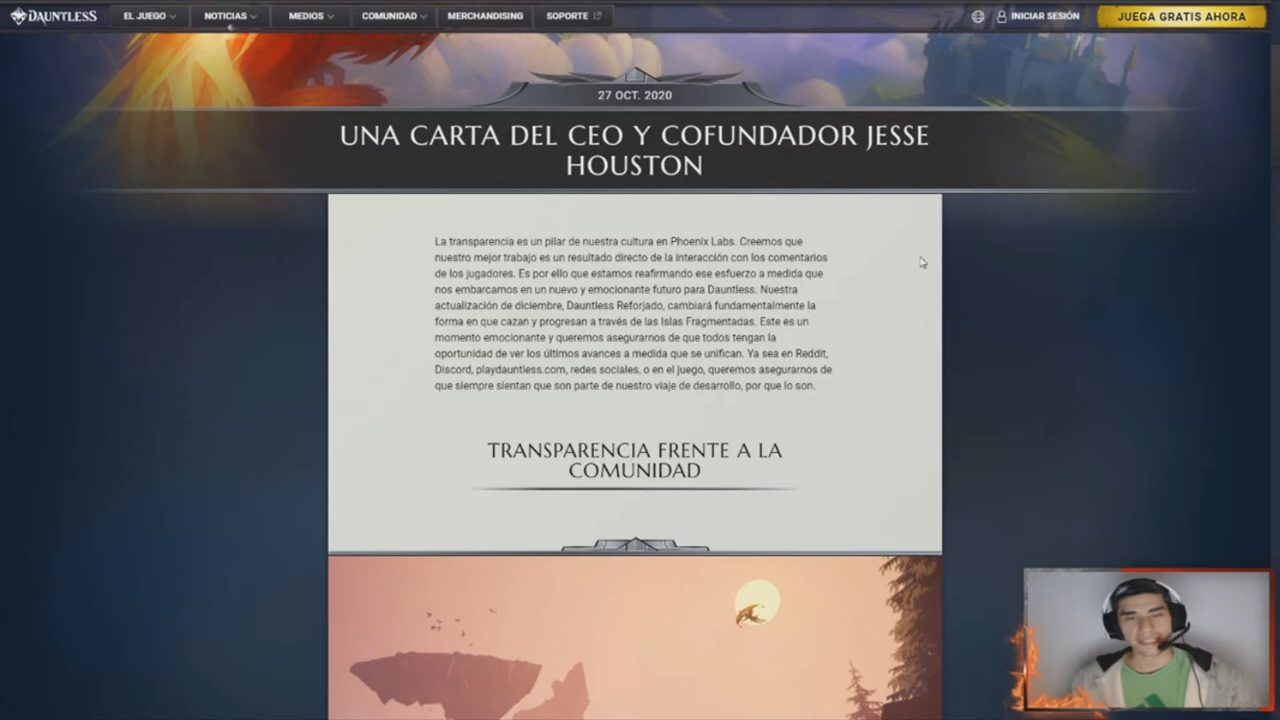 DAUNTLESS
EL JUEGO
NOTICIAS
MEDIOS
COMUNIDAD
MERCHANDISING
SOPORTE
INICIAR SESIÓN
JUEGA GRATIS AHORA
27 OCT. 2020
UNA CARTA DEL CEO Y COFUNDADOR JESSE
HOUSTON
La transparencia es un pilar de nuestra cultura en Phoenix Labs. Creemos que
nuestro mejor trabajo es un resultado directo de la interacción con los comentarios
de los jugadores. Es por ello que estamos reafirmando ese esfuerzo a medida que
nos embarcamos en un nuevo y emocionante futuro para Dauntless. Nuestra
actualización de diciembre, Dauntless Reforjado, cambiará fundamentalmente la
forma en que cazan y progresan a través de las Islas Fragmentadas. Este es un
momento emocionante y queremos asegurarnos de que todos tengan la
oportunidad de ver los últimos avances a medida que se unifican. Ya sea en Reddit,
Discord, playdauntless.com, redes sociales, o en el juego, queremos asegurarnos de
que siempre sientan que son parte de nuestro viaje de desarrollo, por que lo son.
TRANSPARENCIA FRENTE A LA
COMUNIDAD